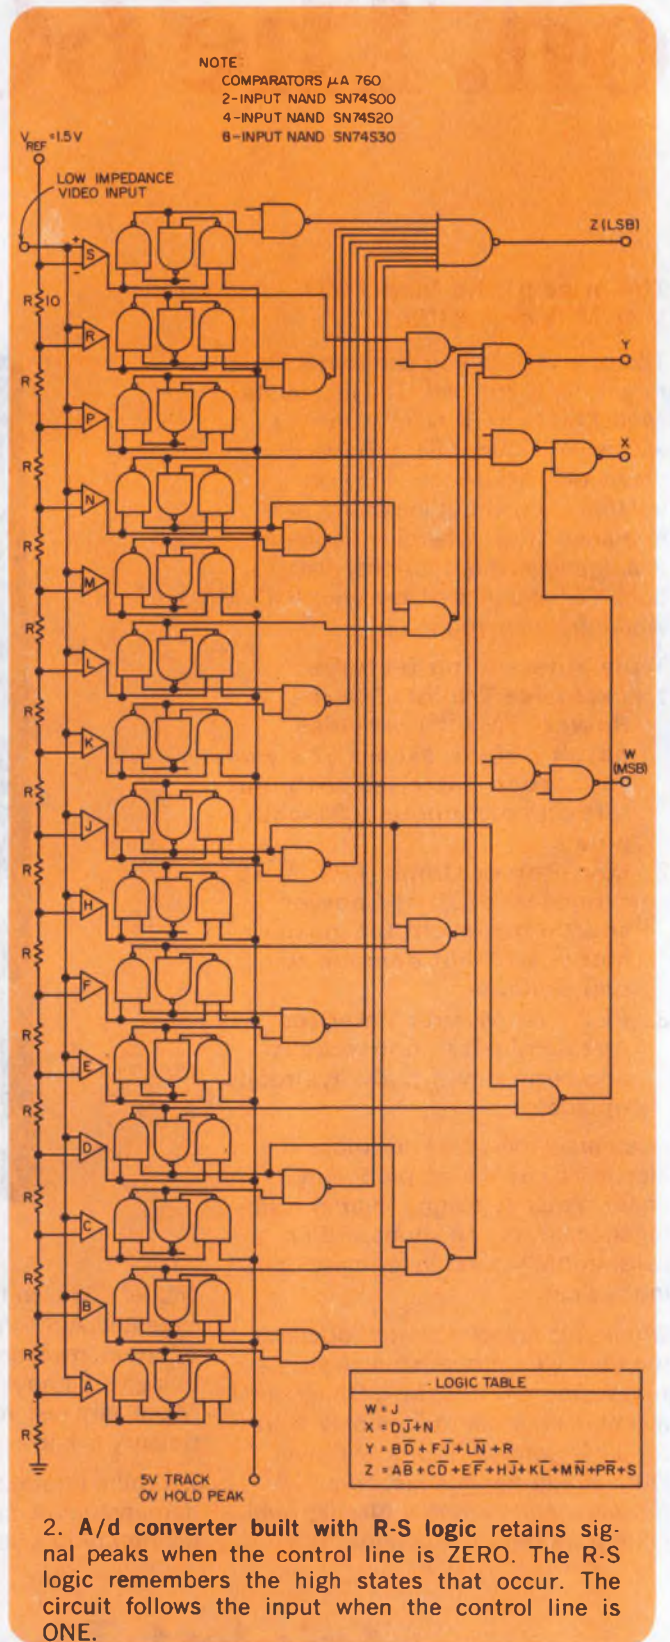 NOTE:
COMPARATORS μA 760
2-INPUT NAND SN74S00
4-INPUT NAND SN74S20
8-INPUT NAND SN74S30
VREF =1.5V
LOW IMPEDANCE
VIDEO INPUT
Z (LSB)
+
S
-
R 10
R
Y
R
P
X
R
N
R
M
R
L
R
K
W
(MSB)
R
J
R
H
R
F
R
E
R
D
R
C
R
B
R
A
R
LOGIC TABLE
W = J
X = DJ̅+N
Y = BD̅+FJ̅+LN̅+R
Z = AB̅+CD̅+EF̅+HJ̅+KL̅+MN̅+PR̅+S
5V TRACK
0V HOLD PEAK
2. A/d converter built with R-S logic retains sig-
nal peaks when the control line is ZERO. The R-S
logic remembers the high states that occur. The
circuit follows the input when the control line is
ONE.